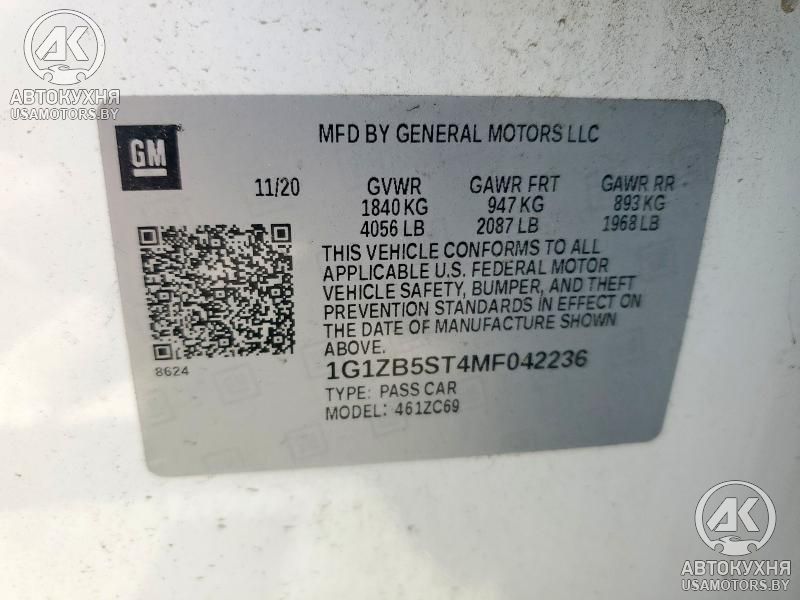 AK
АВТОКУХНЯ
USAMOTORS.BY
GM
MFD BY GENERAL MOTORS LLC
11/20 GVWR GAWR FRT GAWR RR
1840 KG 947 KG 893 KG
4056 LB 2087 LB 1968 LB
THIS VEHICLE CONFORMS TO ALL
APPLICABLE U.S. FEDERAL MOTOR
VEHICLE SAFETY, BUMPER, AND THEFT
PREVENTION STANDARDS IN EFFECT ON
THE DATE OF MANUFACTURE SHOWN
ABOVE.
8624
1G1ZB5ST4MF042236
TYPE: PASS CAR
MODEL: 461ZC69
AK
АВТОКУХНЯ
USAMOTORS.BY